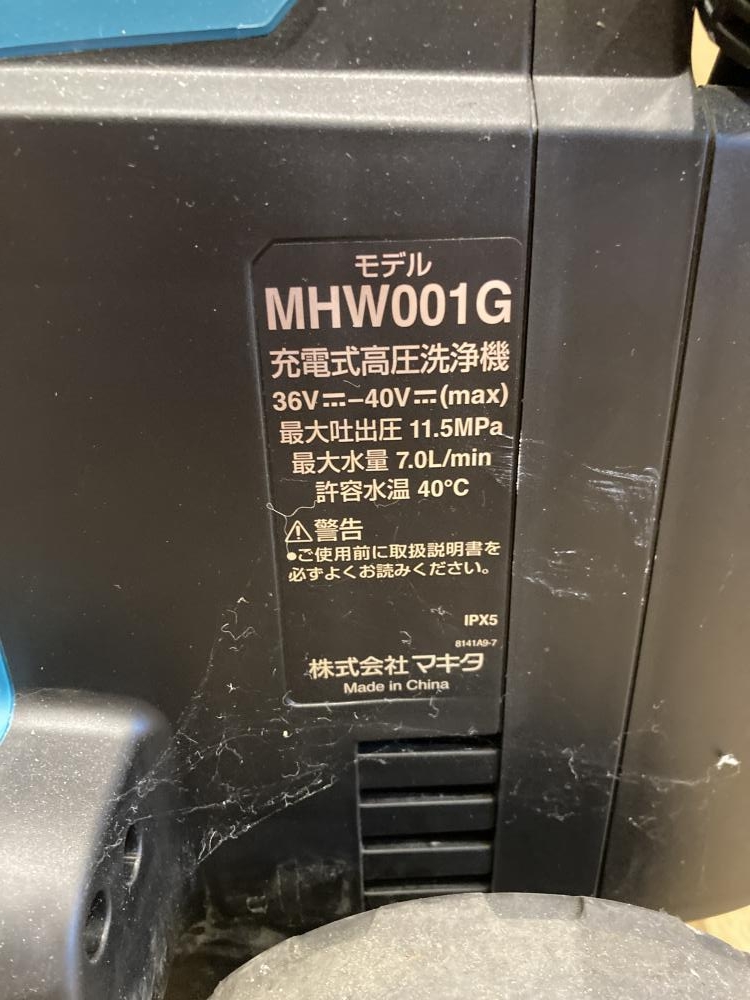 モデル
MHW001G
充電式高圧洗浄機
36V⎓–40V⎓(max)
最大吐出圧 11.5MPa
最大水量 7.0L/min
許容水温 40°C
⚠警告
●ご使用前に取扱説明書を
必ずよくお読みください。
IPX5
8141A9-7
株式会社 マキタ
Made in China